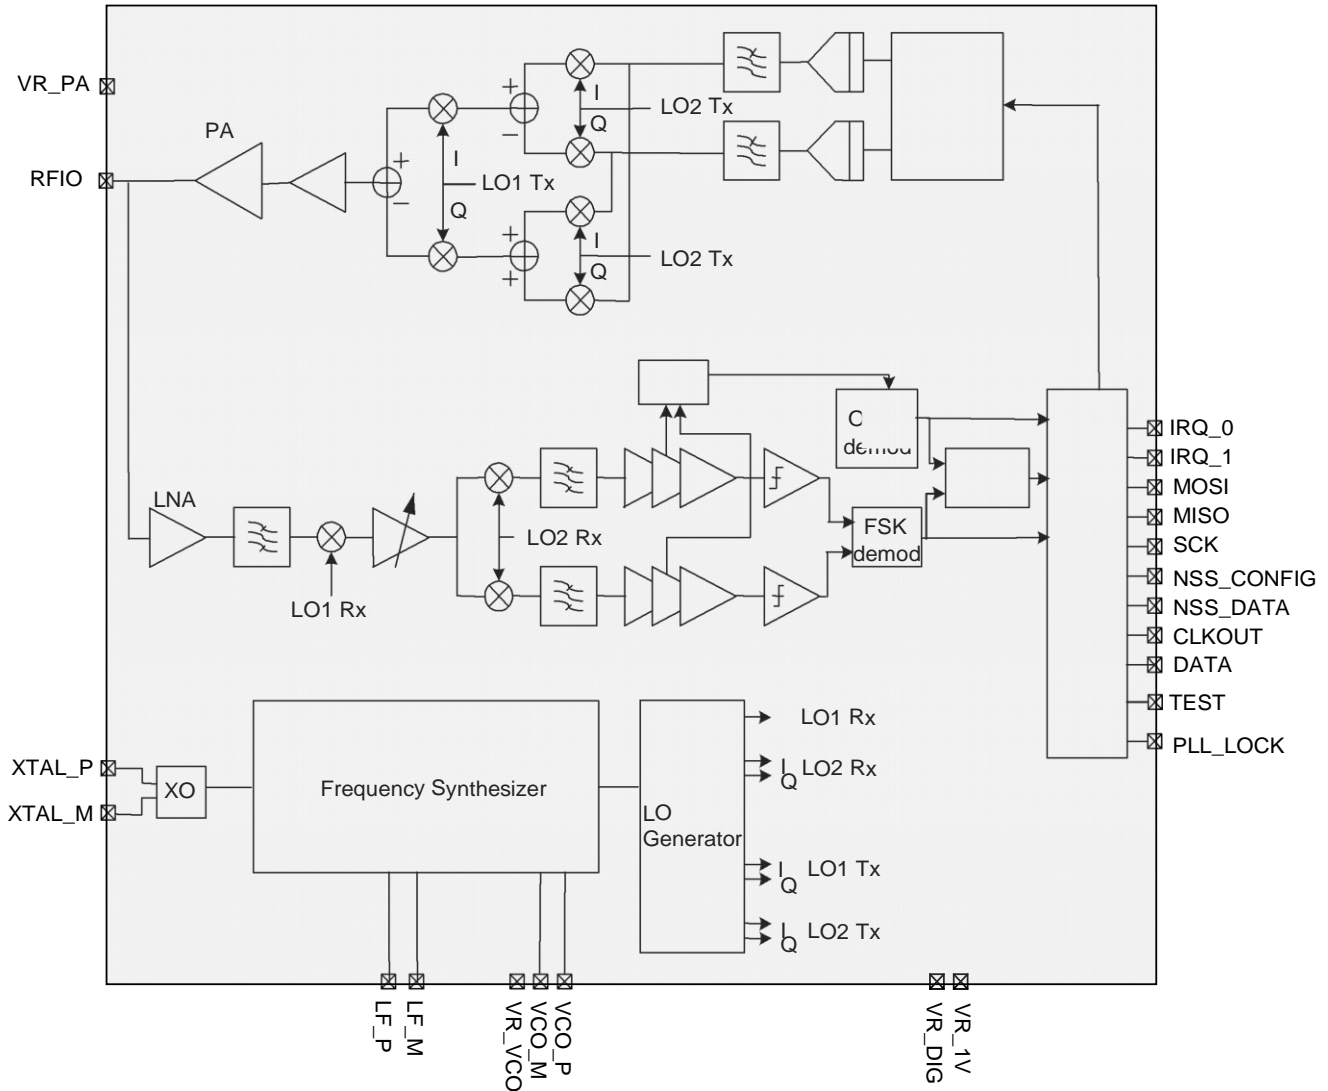 VR_PA
PA
RFIO
+
−
I
LO1 Tx
Q
+
−
I
LO2 Tx
Q
+
+
I
LO2 Tx
Q
LNA
LO1 Rx
LO2 Rx
demod
FSK
demod
IRQ_0
IRQ_1
MOSI
MISO
SCK
NSS_CONFIG
NSS_DATA
CLKOUT
DATA
TEST
PLL_LOCK
XTAL_P
XTAL_M
XO
Frequency Synthesizer
LO
Generator
LO1 Rx
I
Q
LO2 Rx
I
Q
LO1 Tx
I
Q
LO2 Tx
LF_P
LF_M
VR_VCO
VCO_M
VCO_P
VR_DIG
VR_1V